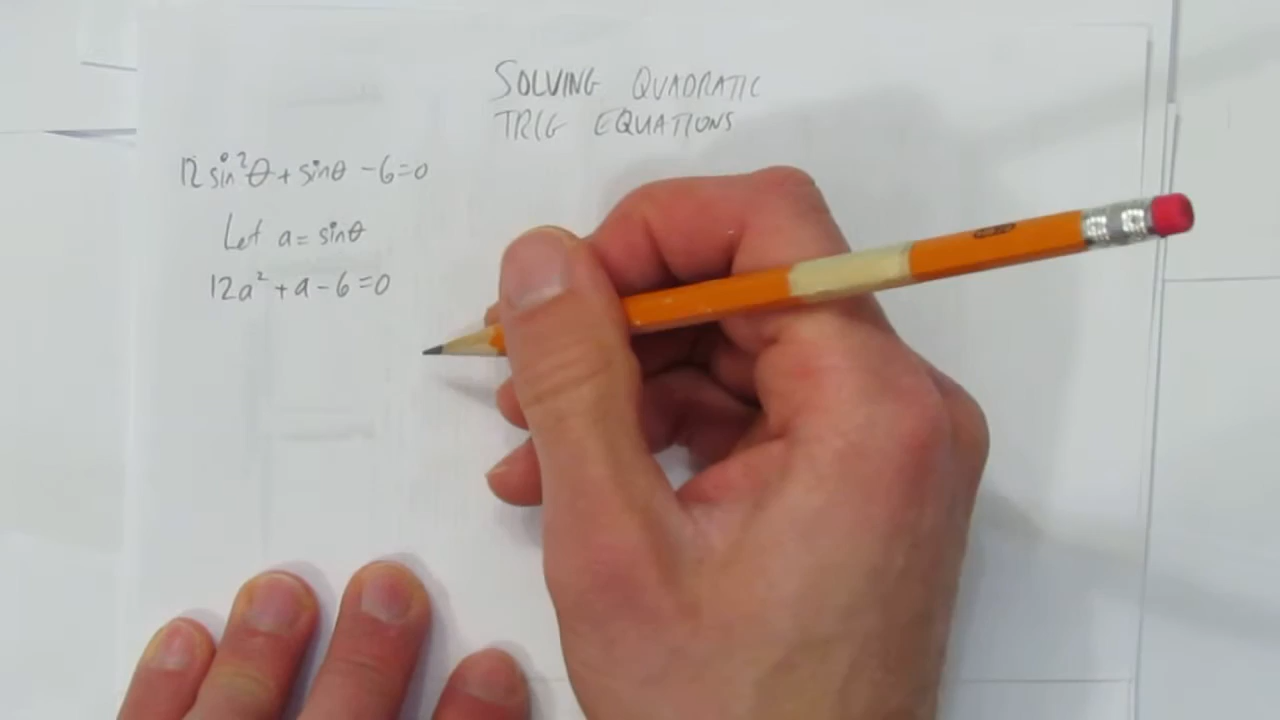 SOLVING QUADRATIC
TRIG EQUATIONS
12 sin²θ + sinθ - 6 = 0
Let a = sinθ
12a² + a - 6 = 0